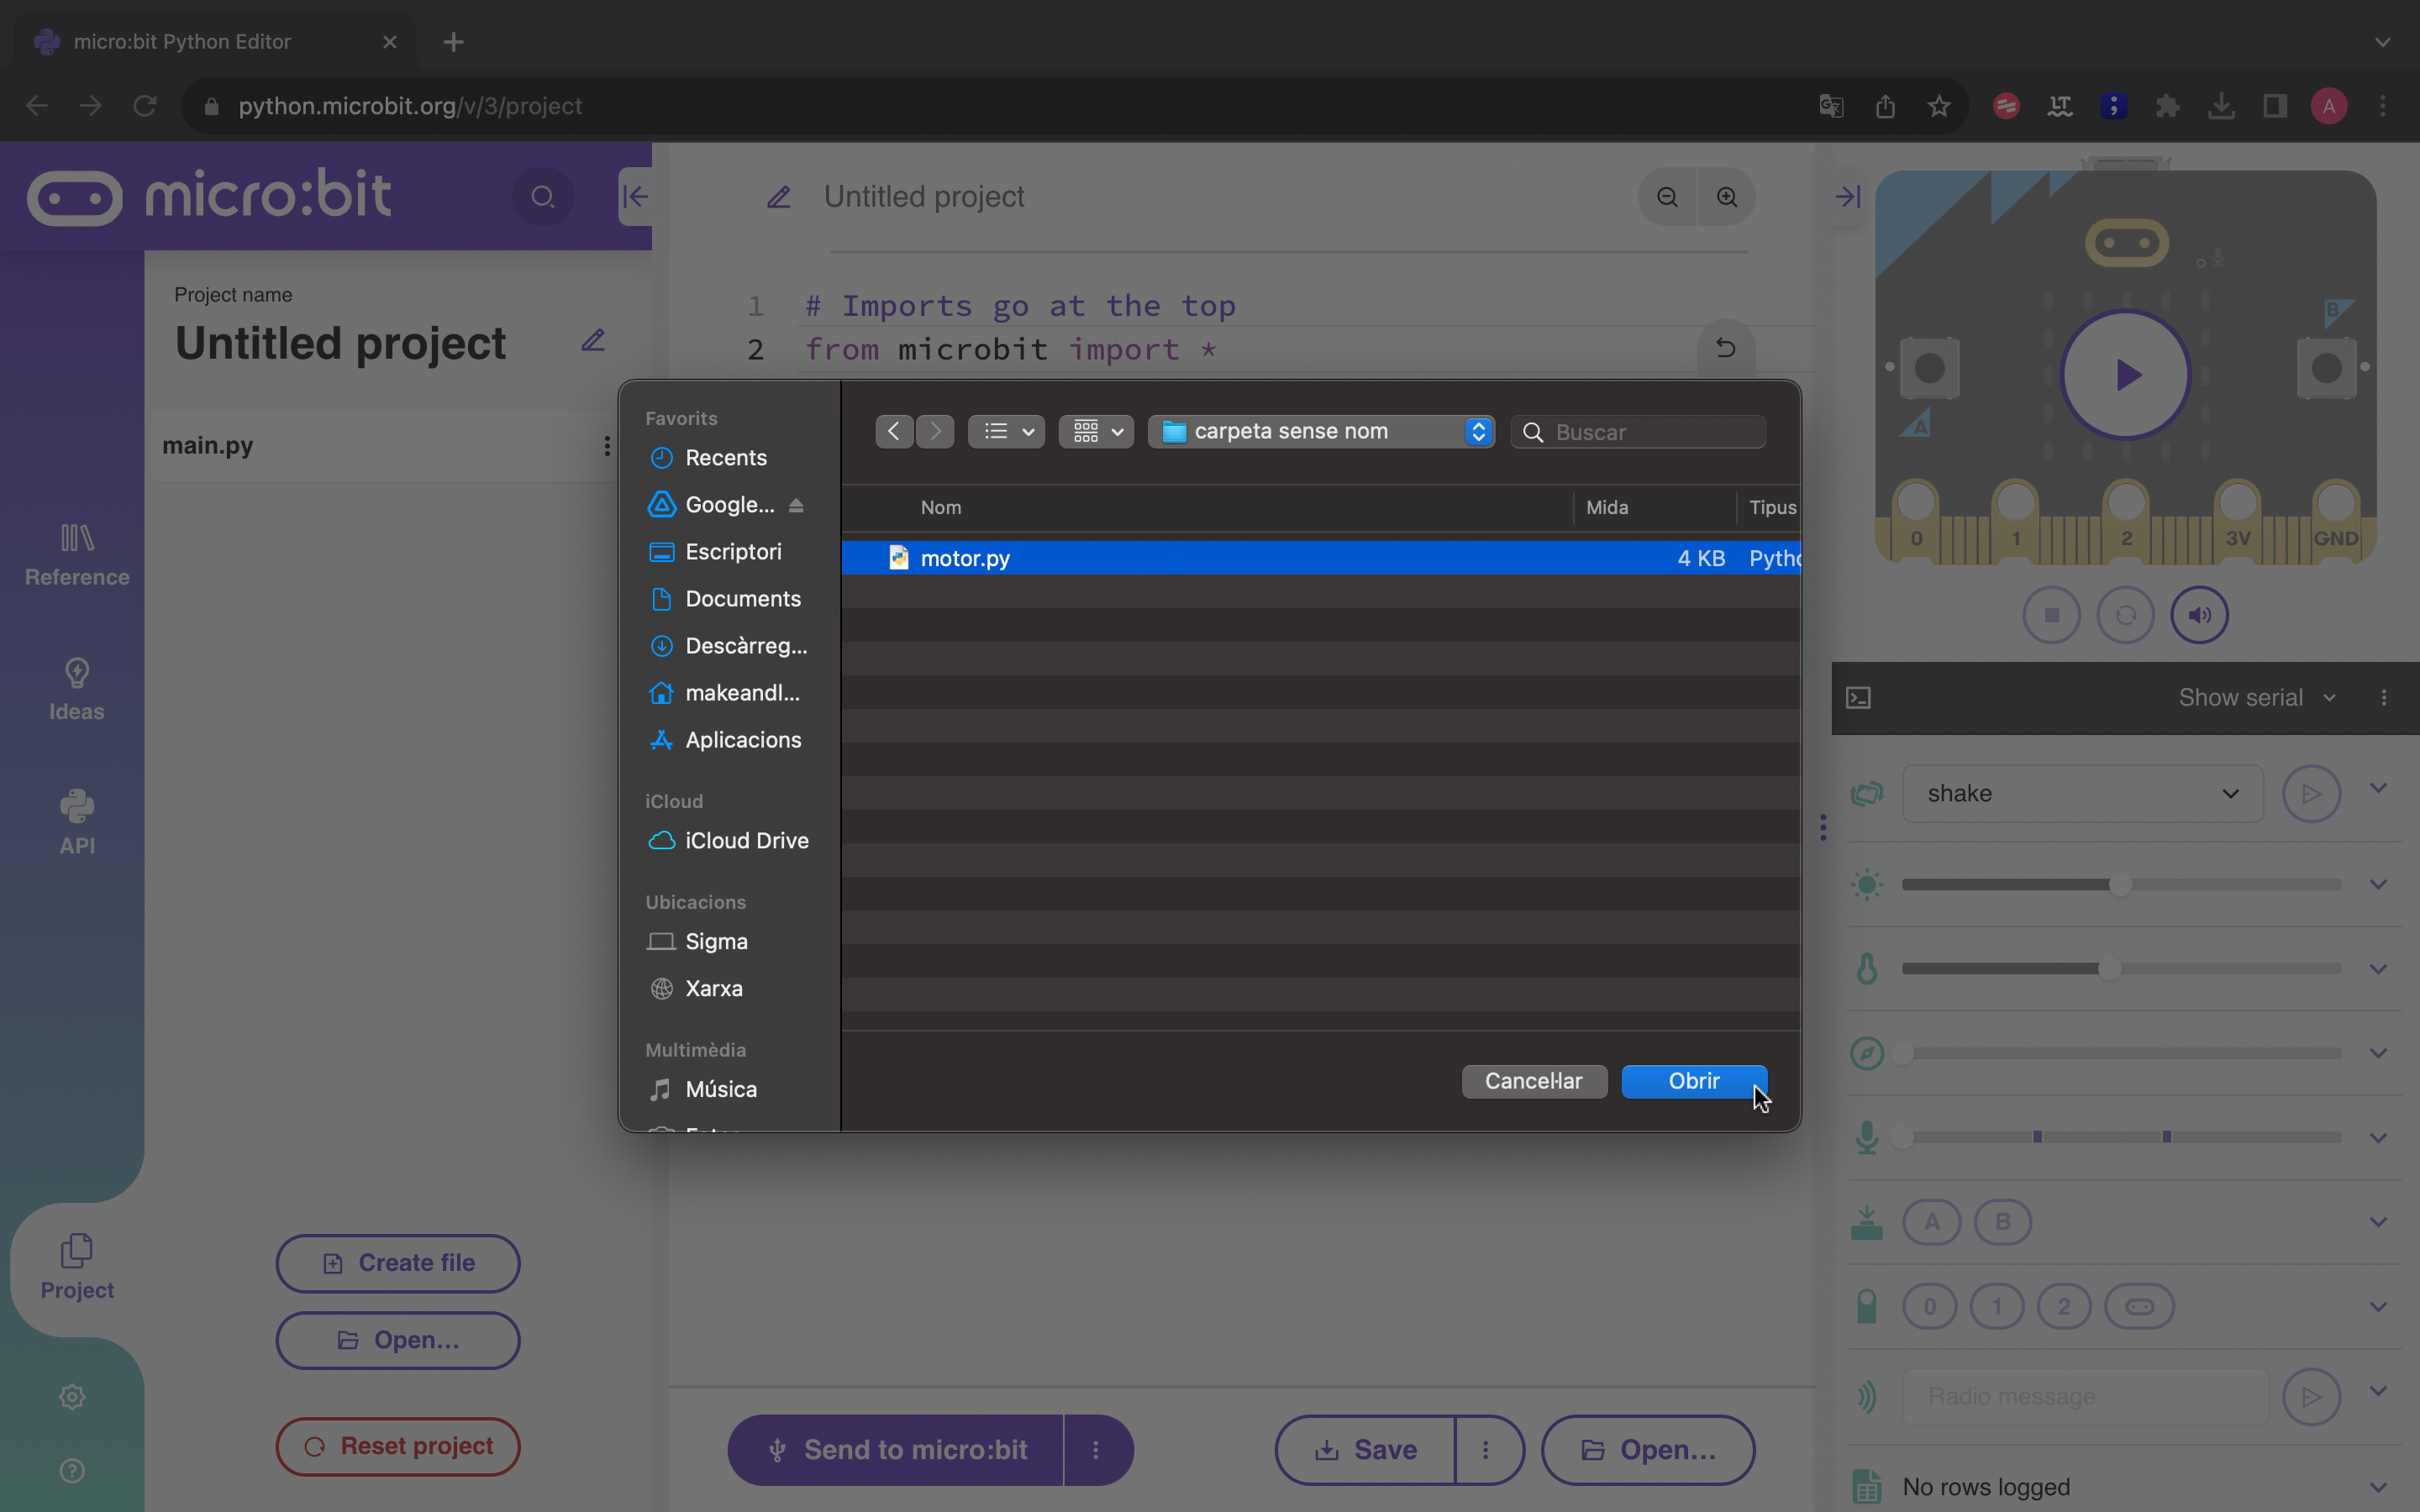 micro:bit Python Editor
python.microbit.org/v/3/project
A
micro:bit
Untitled project
Project name
Untitled project
main.py
Reference
Ideas
API
Project
Create file
Open...
Reset project
1 # Imports go at the top
2 from microbit import *
Favorits
Recents
Google...
Escriptori
Documents
Descàrreg...
makeandl...
Aplicacions
iCloud
iCloud Drive
Ubicacions
Sigma
Xarxa
Multimèdia
Música
carpeta sense nom
Buscar
Nom Mida Tipus
motor.py 4 KB Pytho
Cancel·lar Obrir
Send to micro:bit
Save
Open...
B
A
0 1 2 3V GND
Show serial
shake
A B
0 1 2
Radio message
No rows logged